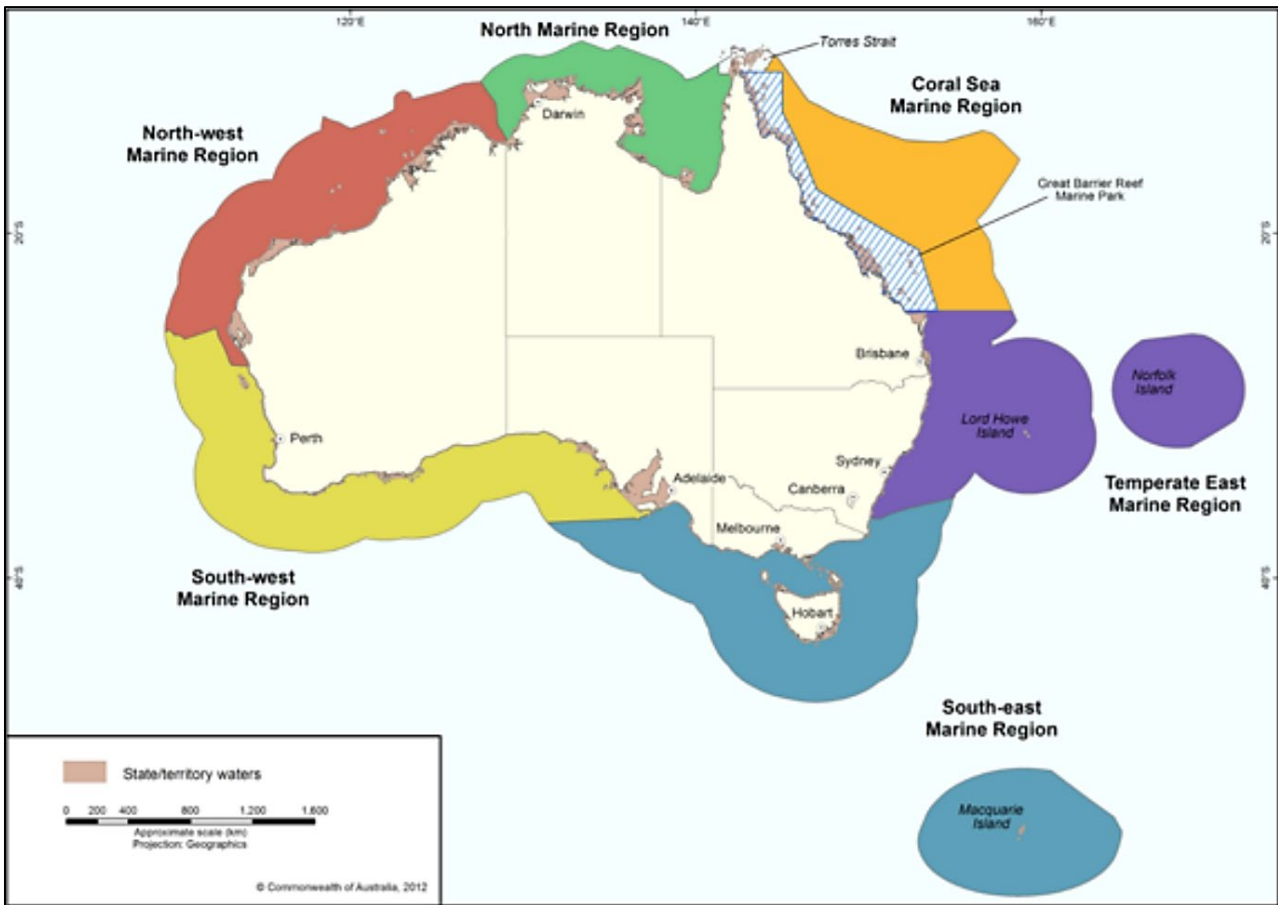 120°E
140°E
160°E
North Marine Region
Torres Strait
Coral Sea
Marine Region
Darwin
North-west
Marine Region
Great Barrier Reef
Marine Park
20°S
20°S
Brisbane
Norfolk
Island
Lord Howe
Island
Perth
Sydney
Adelaide
Canberra
Temperate East
Marine Region
Melbourne
South-west
Marine Region
40°S
40°S
Hobart
South-east
Marine Region
Macquarie
Island
State/territory waters
0 200 400 800 1,200 1,600
Approximate scale (km)
Projection: Geographics
© Commonwealth of Australia, 2012